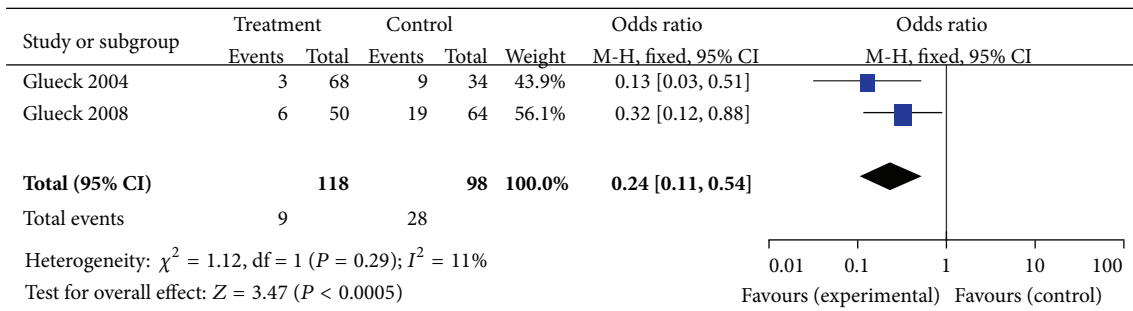 Treatment Control Odds ratio Odds ratio
Study or subgroup
Events Total Events Total Weight M-H, fixed, 95% CI M-H, fixed, 95% CI
Glueck 2004 3 68 9 34 43.9% 0.13 [0.03, 0.51]
Glueck 2008 6 50 19 64 56.1% 0.32 [0.12, 0.88]
Total (95% CI) 118 98 100.0% 0.24 [0.11, 0.54]
Total events 9 28
Heterogeneity: χ² = 1.12, df = 1 (P = 0.29); I² = 11%
0.01 0.1 1 10 100
Test for overall effect: Z = 3.47 (P < 0.0005)
Favours (experimental) Favours (control)